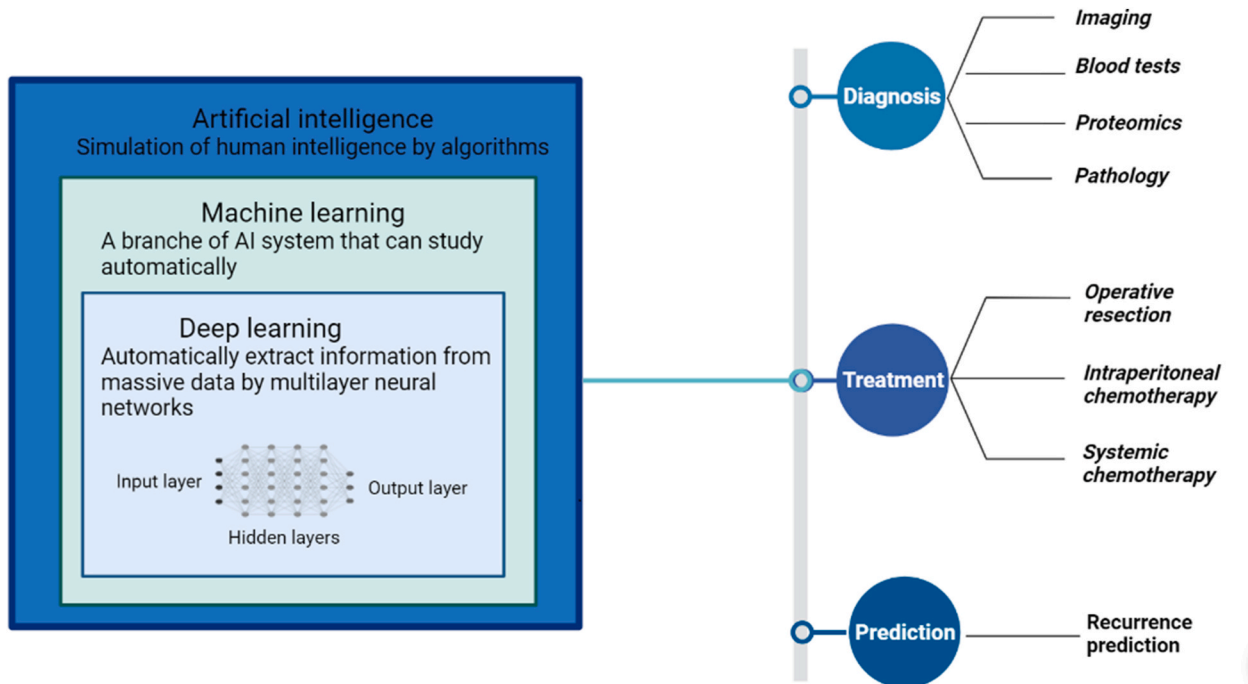 Artificial intelligence
Simulation of human intelligence by algorithms
Machine learning
A branche of AI system that can study
automatically
Deep learning
Automatically extract information from
massive data by multilayer neural
networks
Input layer
Output layer
Hidden layers
Diagnosis
Imaging
Blood tests
Proteomics
Pathology
Treatment
Operative
resection
Intraperitoneal
chemotherapy
Systemic
chemotherapy
Prediction
Recurrence
prediction